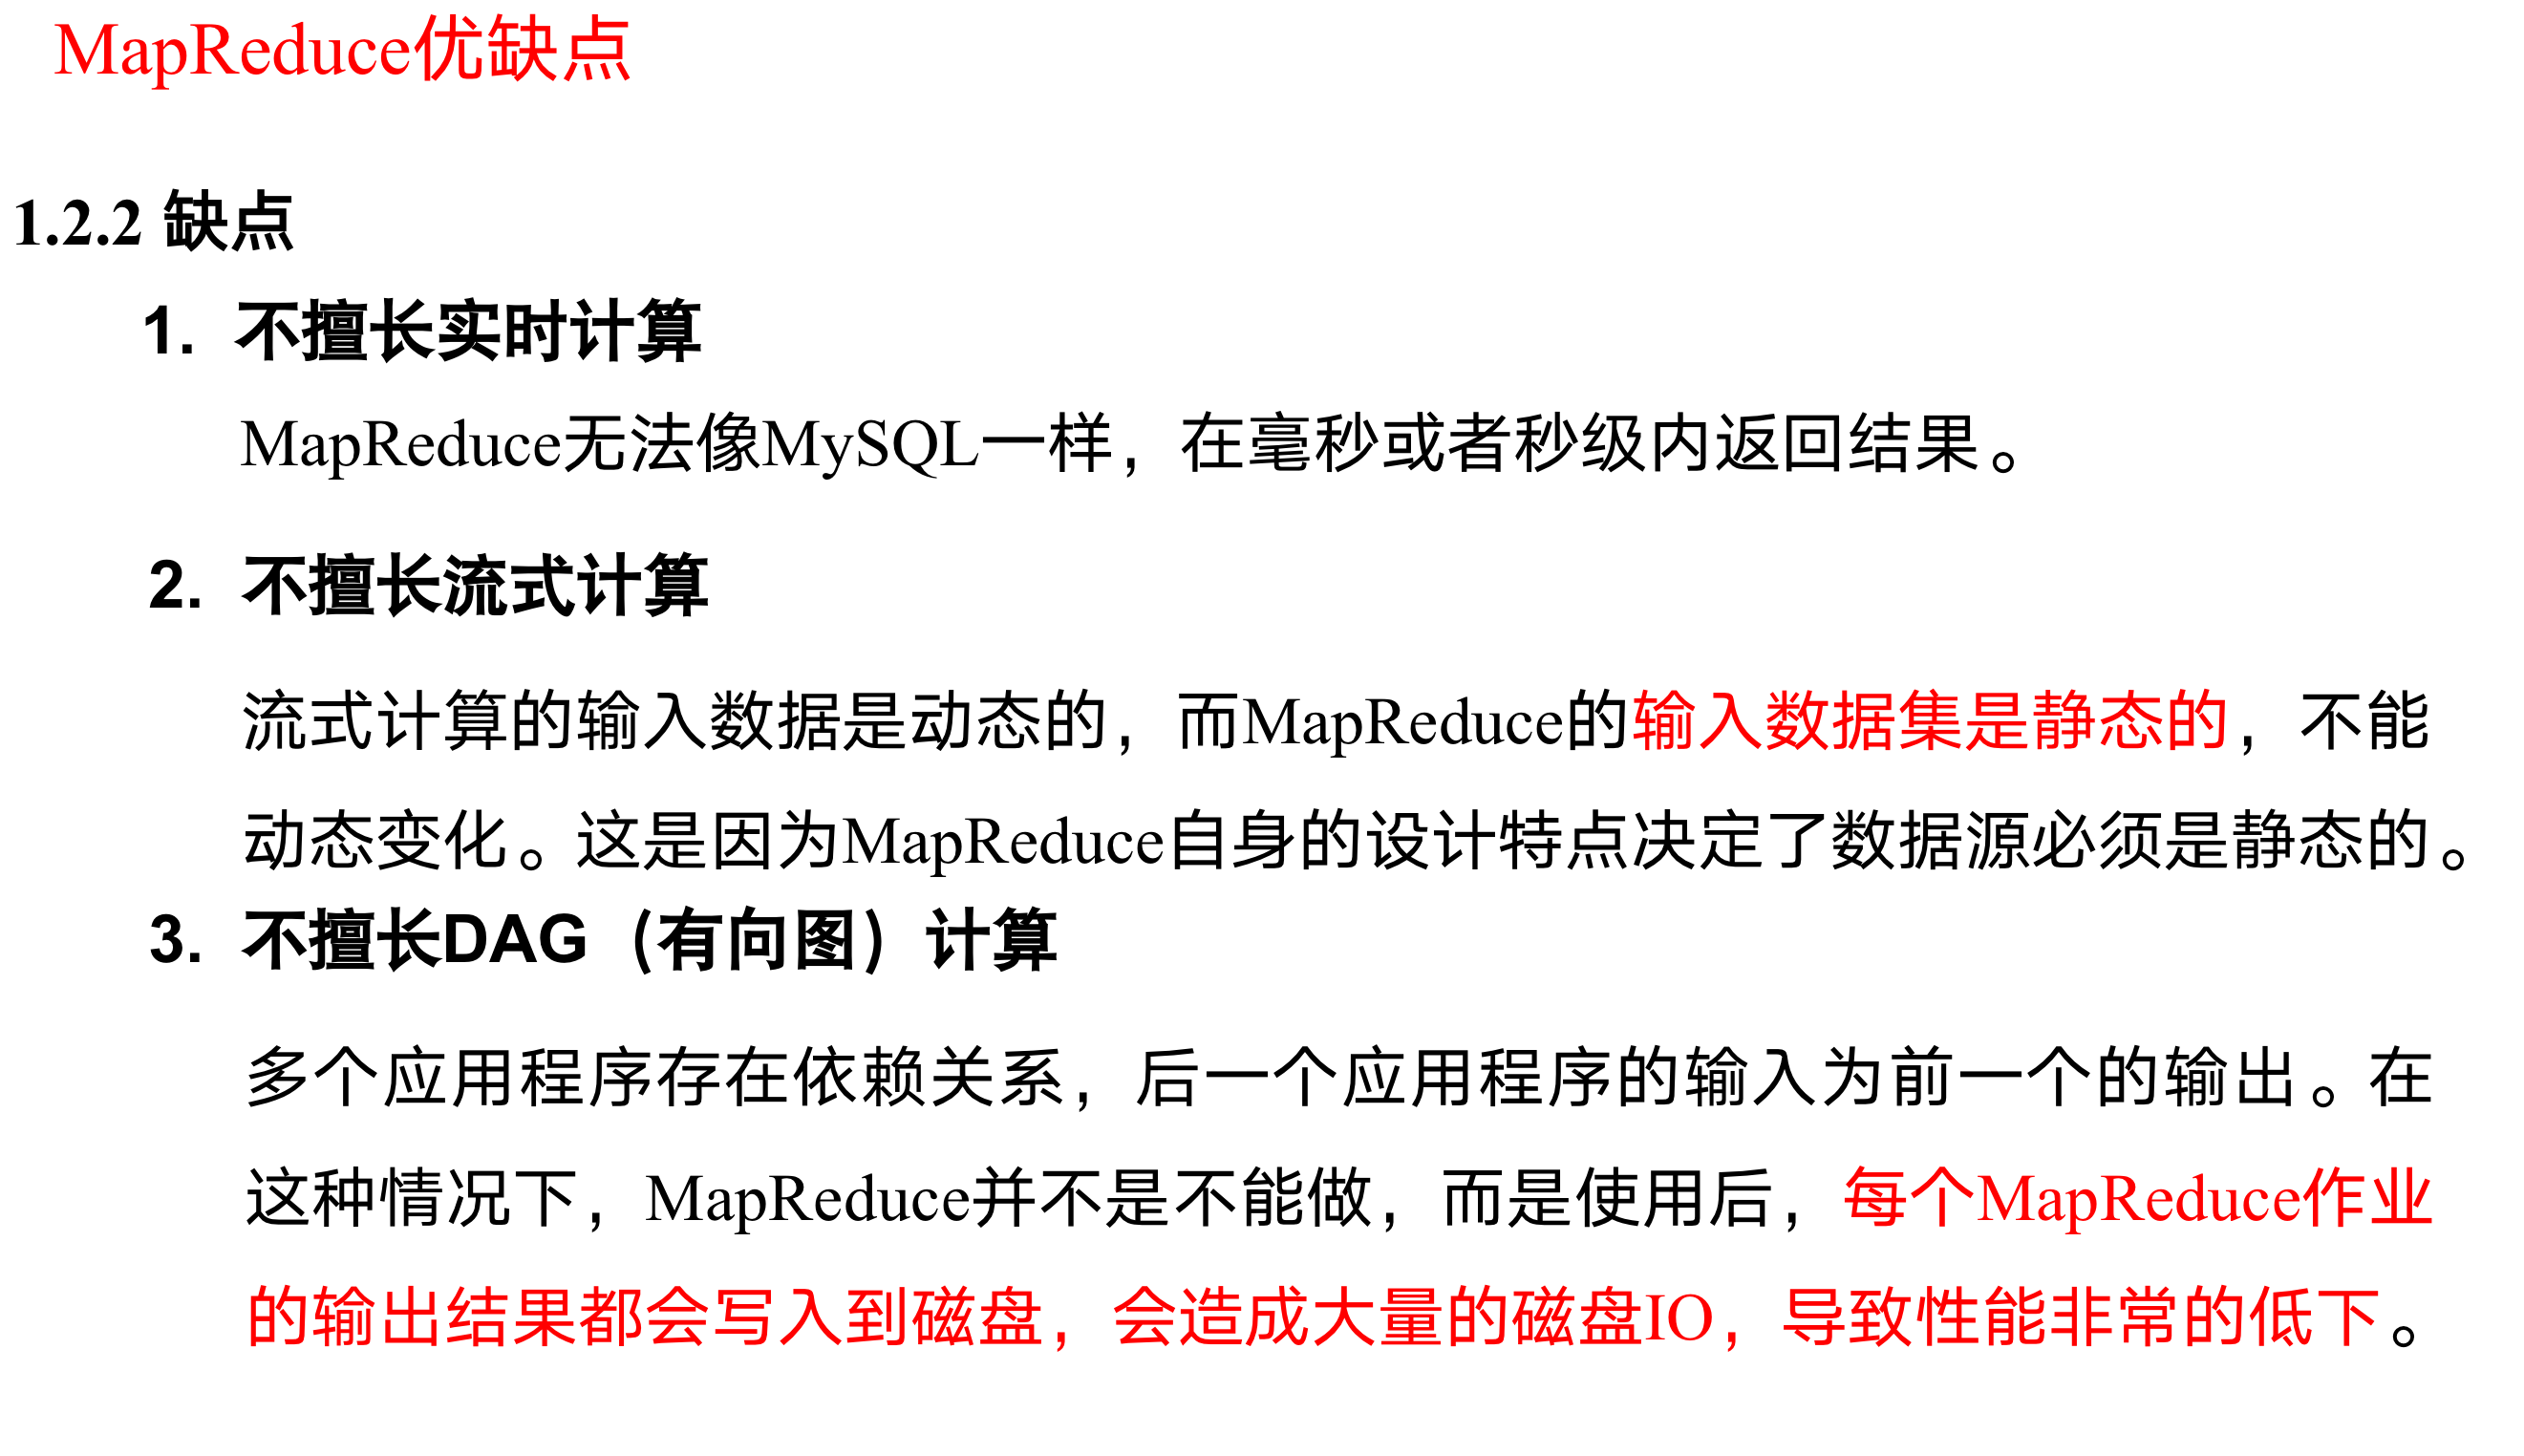 MapReduce优缺点
1.2.2 缺点
1. 不擅长实时计算
MapReduce无法像MySQL一样，在毫秒或者秒级内返回结果。
2. 不擅长流式计算
流式计算的输入数据是动态的，而MapReduce的输入数据集是静态的，不能
动态变化。这是因为MapReduce自身的设计特点决定了数据源必须是静态的。
3. 不擅长DAG（有向图）计算
多个应用程序存在依赖关系，后一个应用程序的输入为前一个的输出。在
这种情况下，MapReduce并不是不能做，而是使用后，每个MapReduce作业
的输出结果都会写入到磁盘，会造成大量的磁盘IO，导致性能非常的低下。